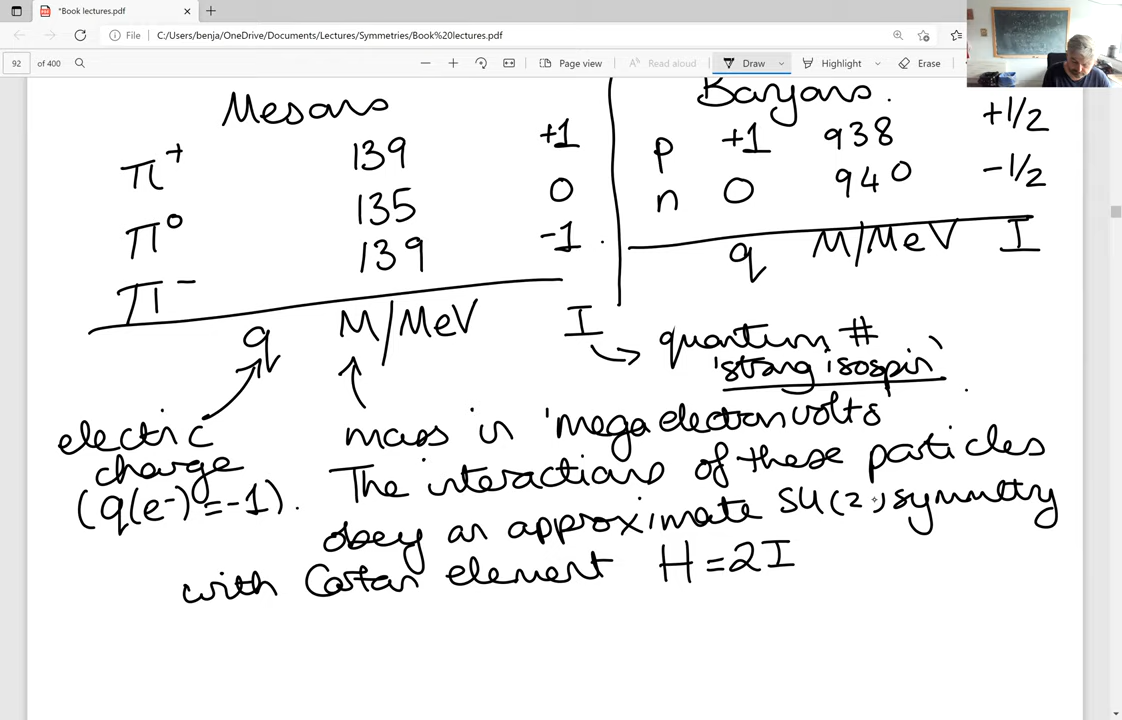 *Book lectures.pdf
File
C:/Users/benja/OneDrive/Documents/Lectures/Symmetries/Book%20lectures.pdf
92 of 400
Page view
Read aloud
Draw
Highlight
Erase
Mesons
π⁺ 139 +1
π⁰ 135 0
π⁻ 139 -1
q M/MeV I
Baryons.
p +1 938 +1/2
n 0 940 -1/2
q M/MeV I
quantum #
'strong isospin'
electric
charge
(q(e⁻)=-1).
mass in 'mega electron volts
The interactions of these particles
obey an approximate SU(2) symmetry
with Cartan element H=2I